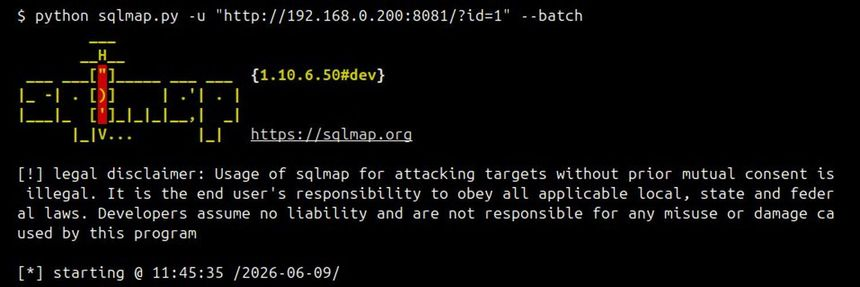 $ python sqlmap.py -u "http://192.168.0.200:8081/?id=1" --batch
        ___
       __H__
 ___ ___["]_____ ___ ___  {1.10.6.50#dev}
|_ -| . [)]     | .'| . |
|___|_  [']_|_|_|__,|  _|
      |_|V...       |_|   https://sqlmap.org
[!] legal disclaimer: Usage of sqlmap for attacking targets without prior mutual consent is
 illegal. It is the end user's responsibility to obey all applicable local, state and feder
al laws. Developers assume no liability and are not responsible for any misuse or damage ca
used by this program
[*] starting @ 11:45:35 /2026-06-09/